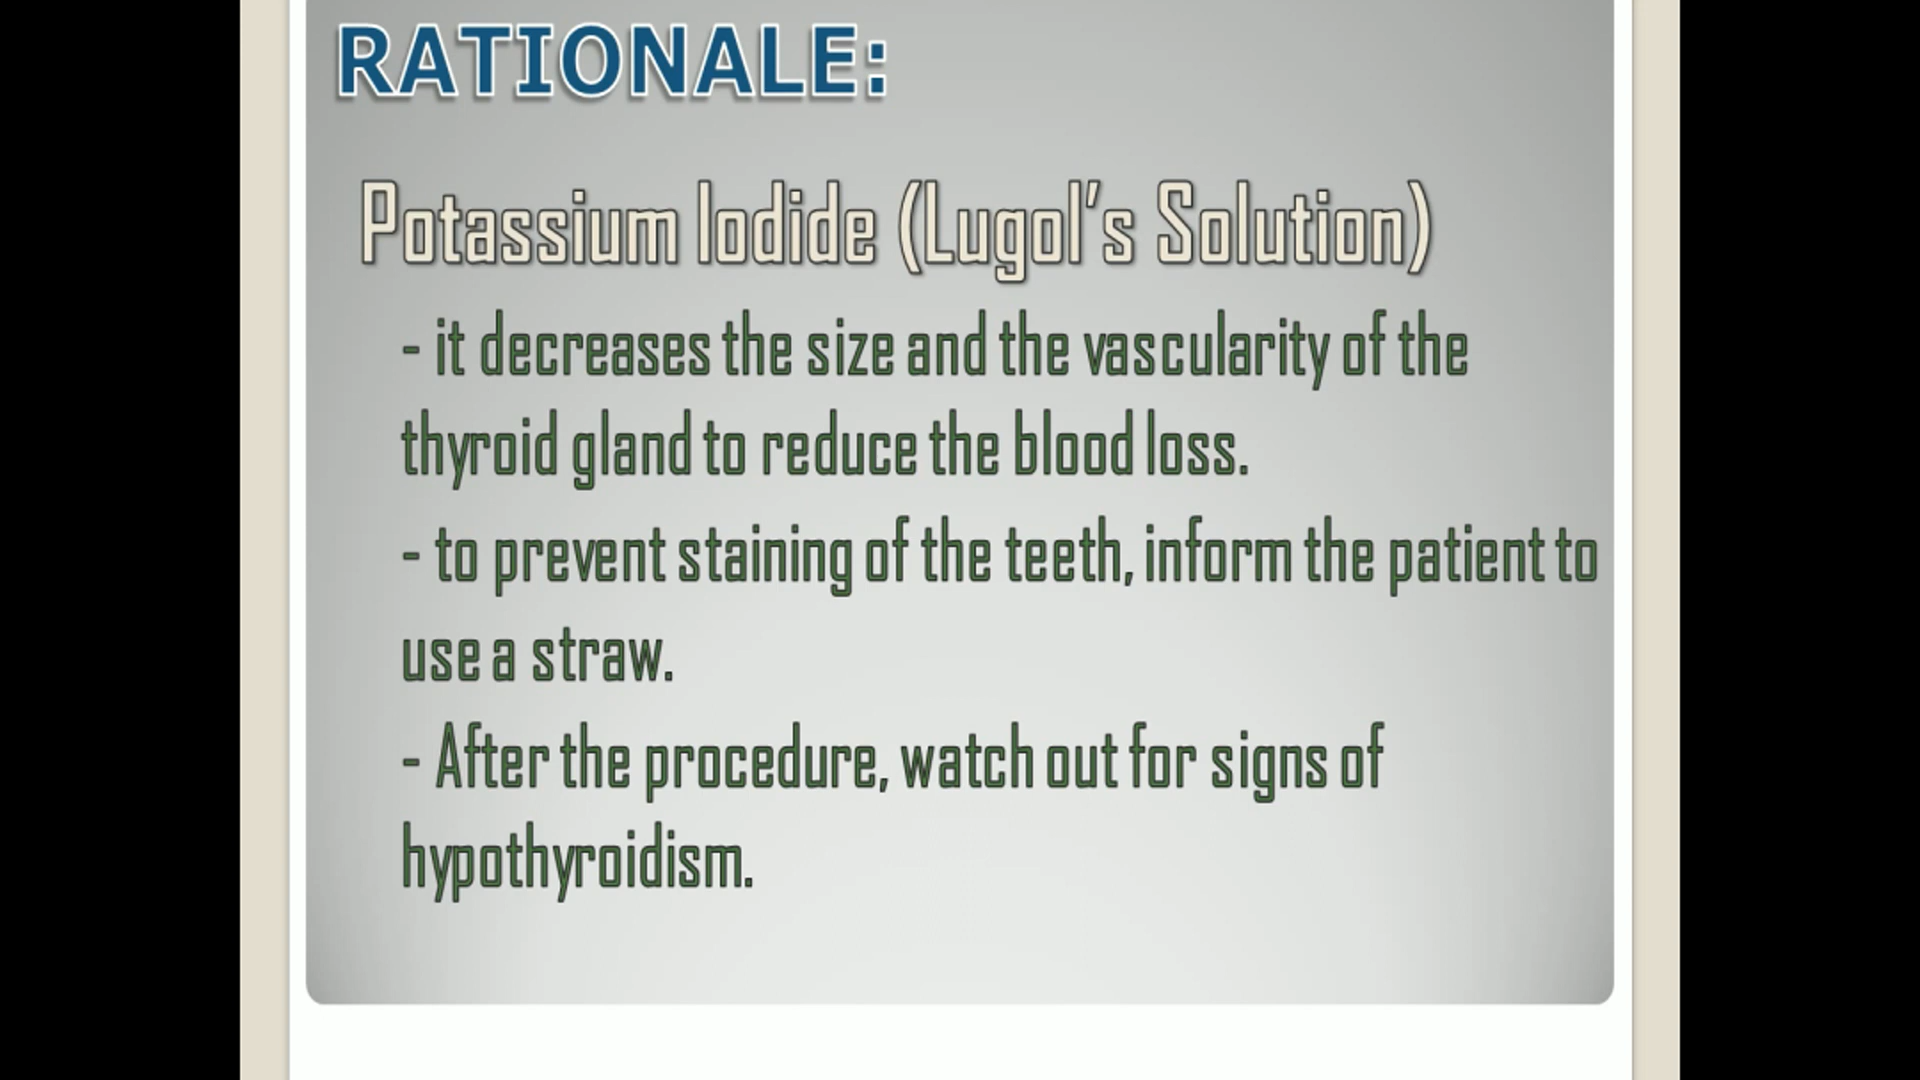 RATIONALE:
Potassium Iodide (Lugol’s Solution)
- it decreases the size and the vascularity of the
thyroid gland to reduce the blood loss.
- to prevent staining of the teeth, inform the patient to
use a straw.
- After the procedure, watch out for signs of
hypothyroidism.